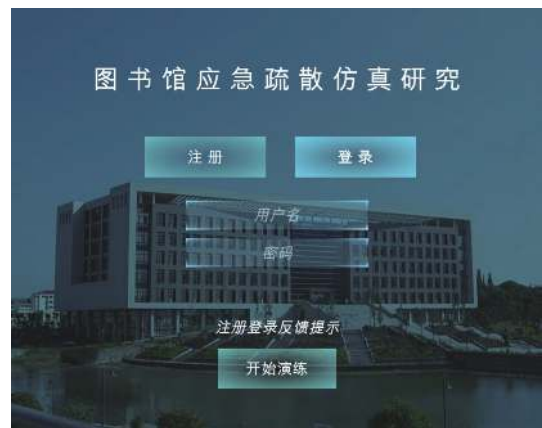 图书馆应急疏散仿真研究
注册 登录
用户名
密码
注册登录反馈提示
开始演练